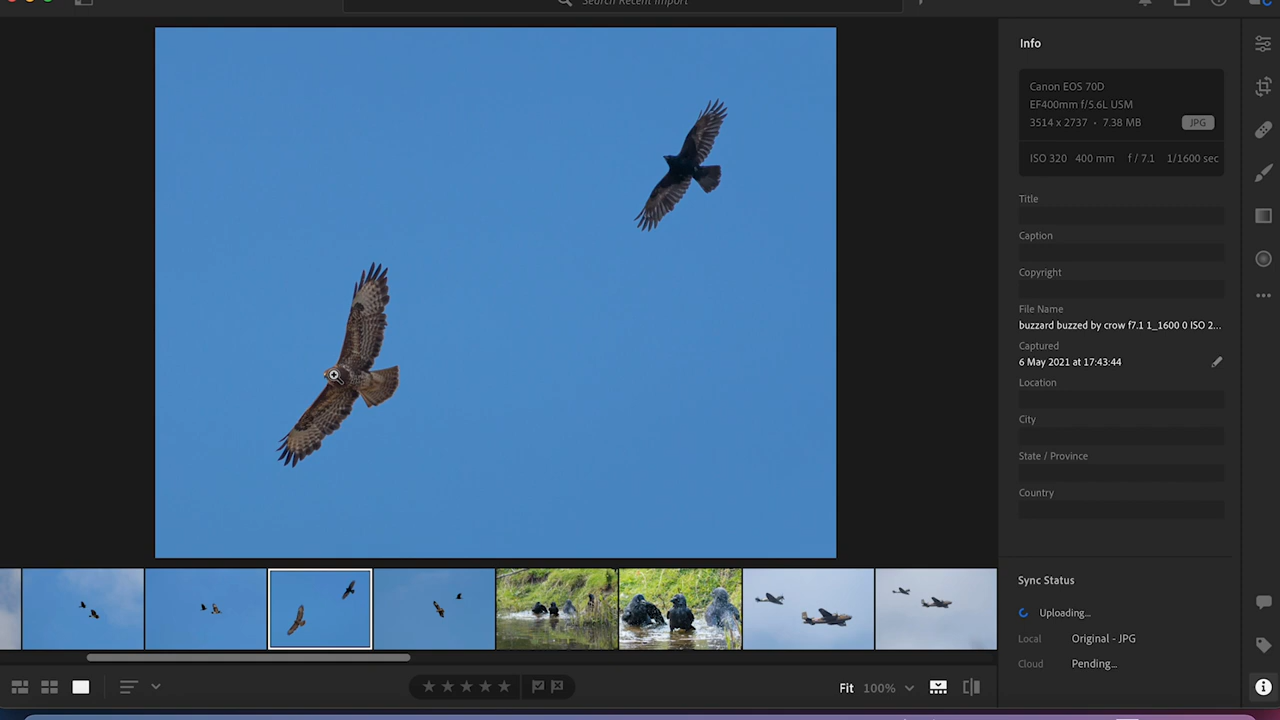 Search Recent Import
Info
Canon EOS 70D
EF400mm f/5.6L USM
3514 x 2737 • 7.38 MB
JPG
ISO 320 400 mm f / 7.1 1/1600 sec
Title
Caption
Copyright
File Name
buzzard buzzed by crow f7.1 1_1600 0 ISO 2...
Captured
6 May 2021 at 17:43:44
Location
City
State / Province
Country
Sync Status
Uploading...
Local Original - JPG
Cloud Pending...
Fit 100%